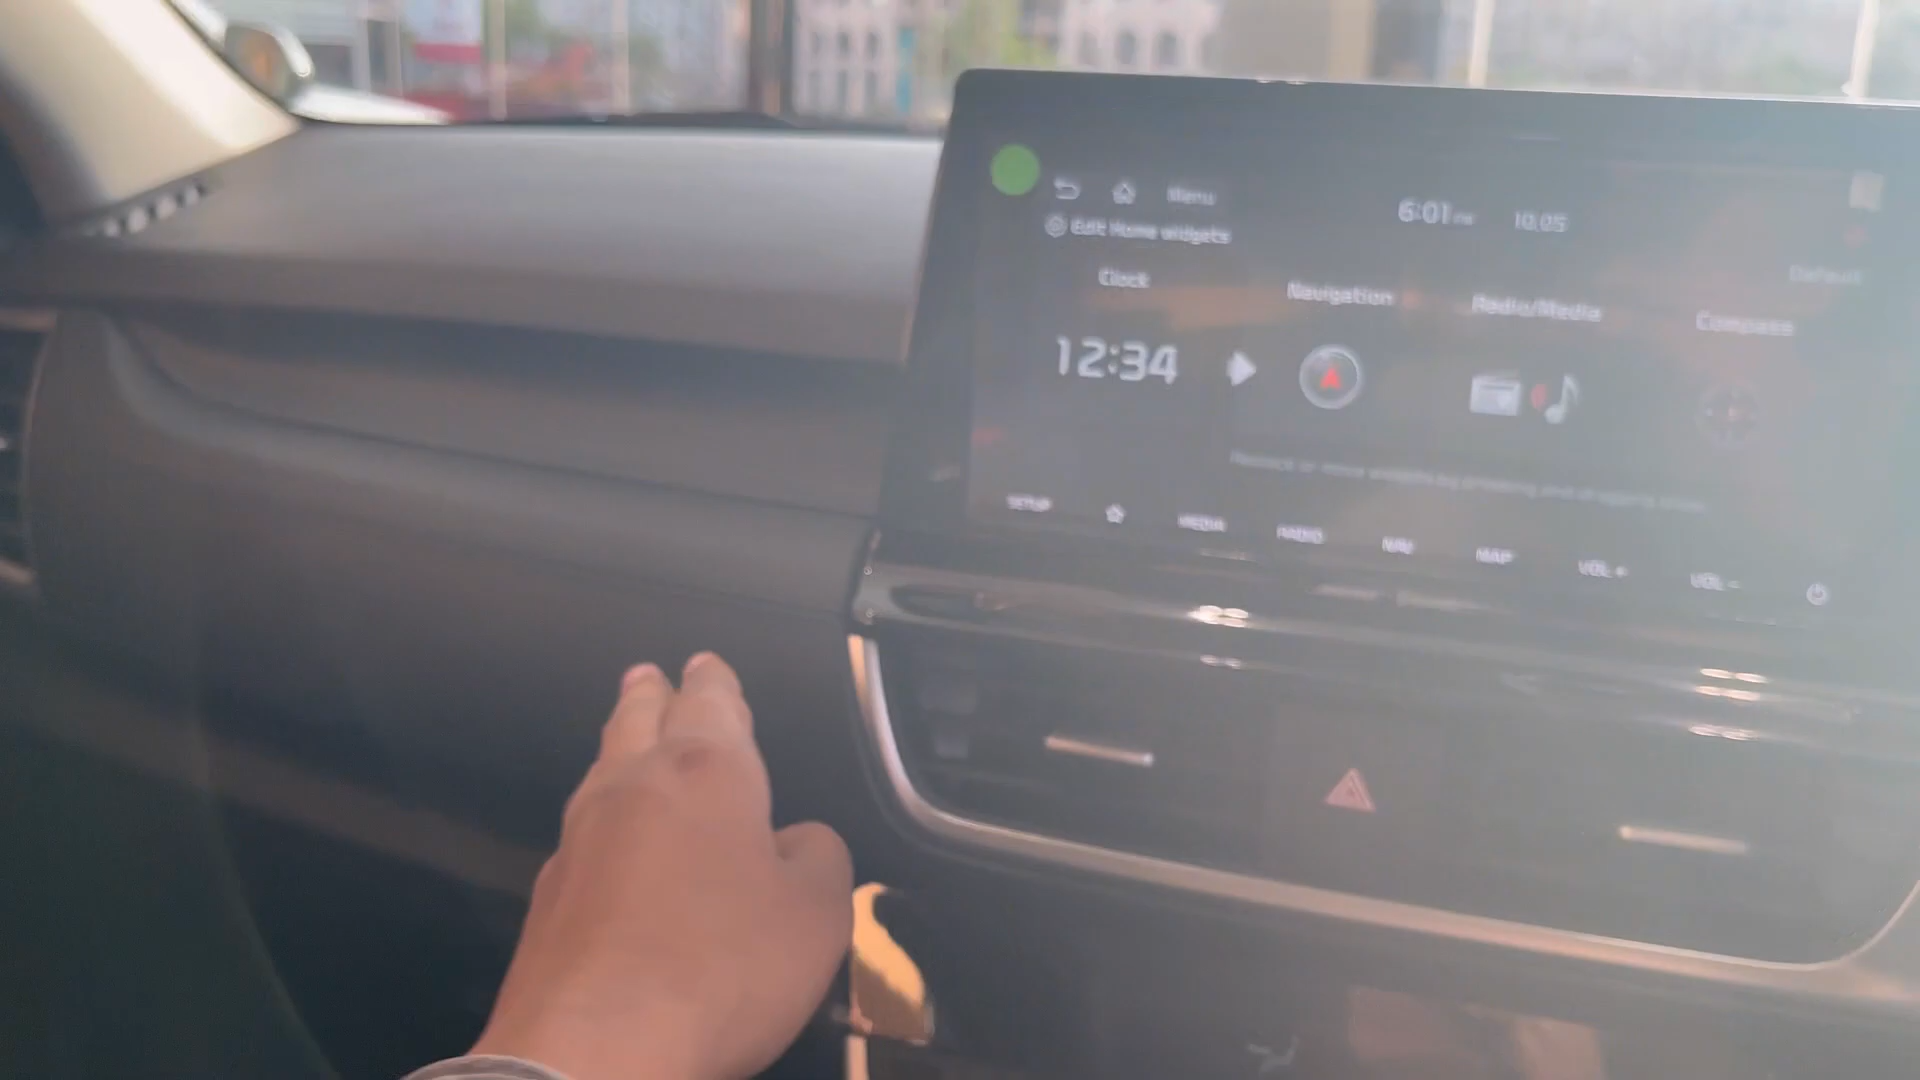 Menu
6:01 PM 10.05
Edit Home widgets
Default
Clock
Navigation
Radio/Media
Compass
12:34
SETUP
MEDIA
RADIO
NAV
MAP
VOL +
VOL -